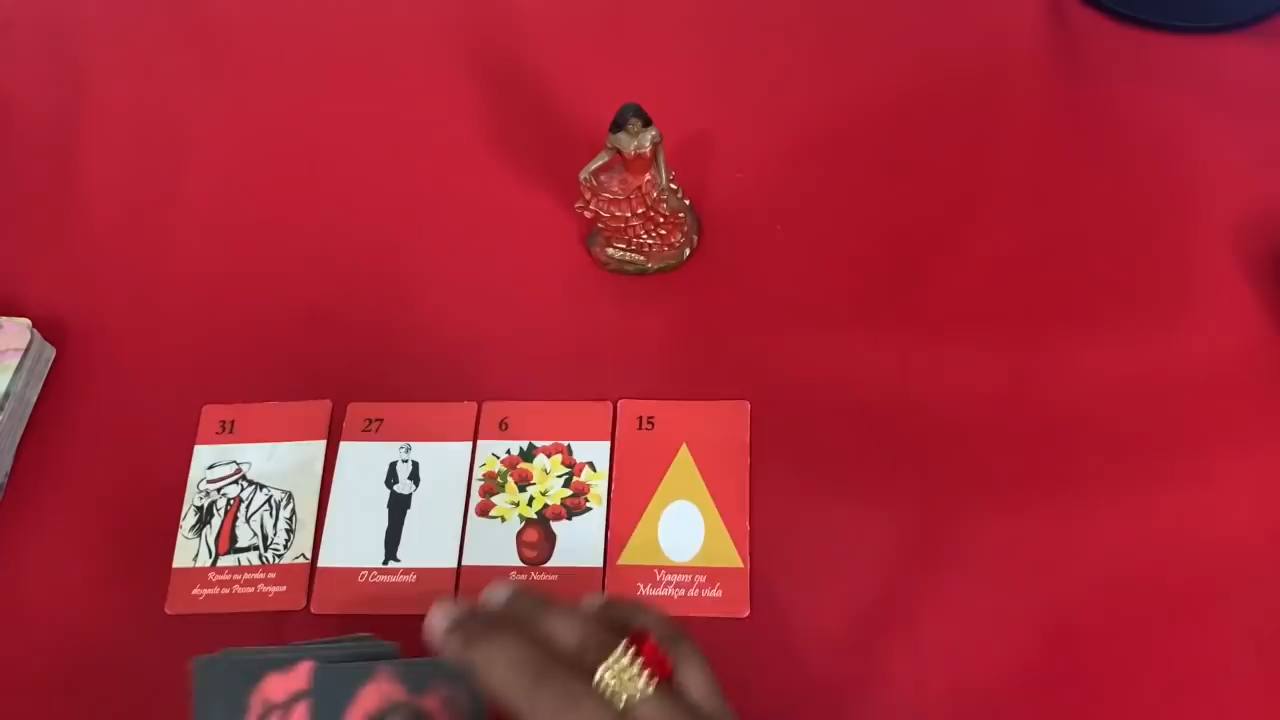 31
Roubo ou perdas ou
desgaste ou Pessoa Perigosa
27
O Consulente
6
Boas Notícias
15
Viagens ou
Mudança de vida